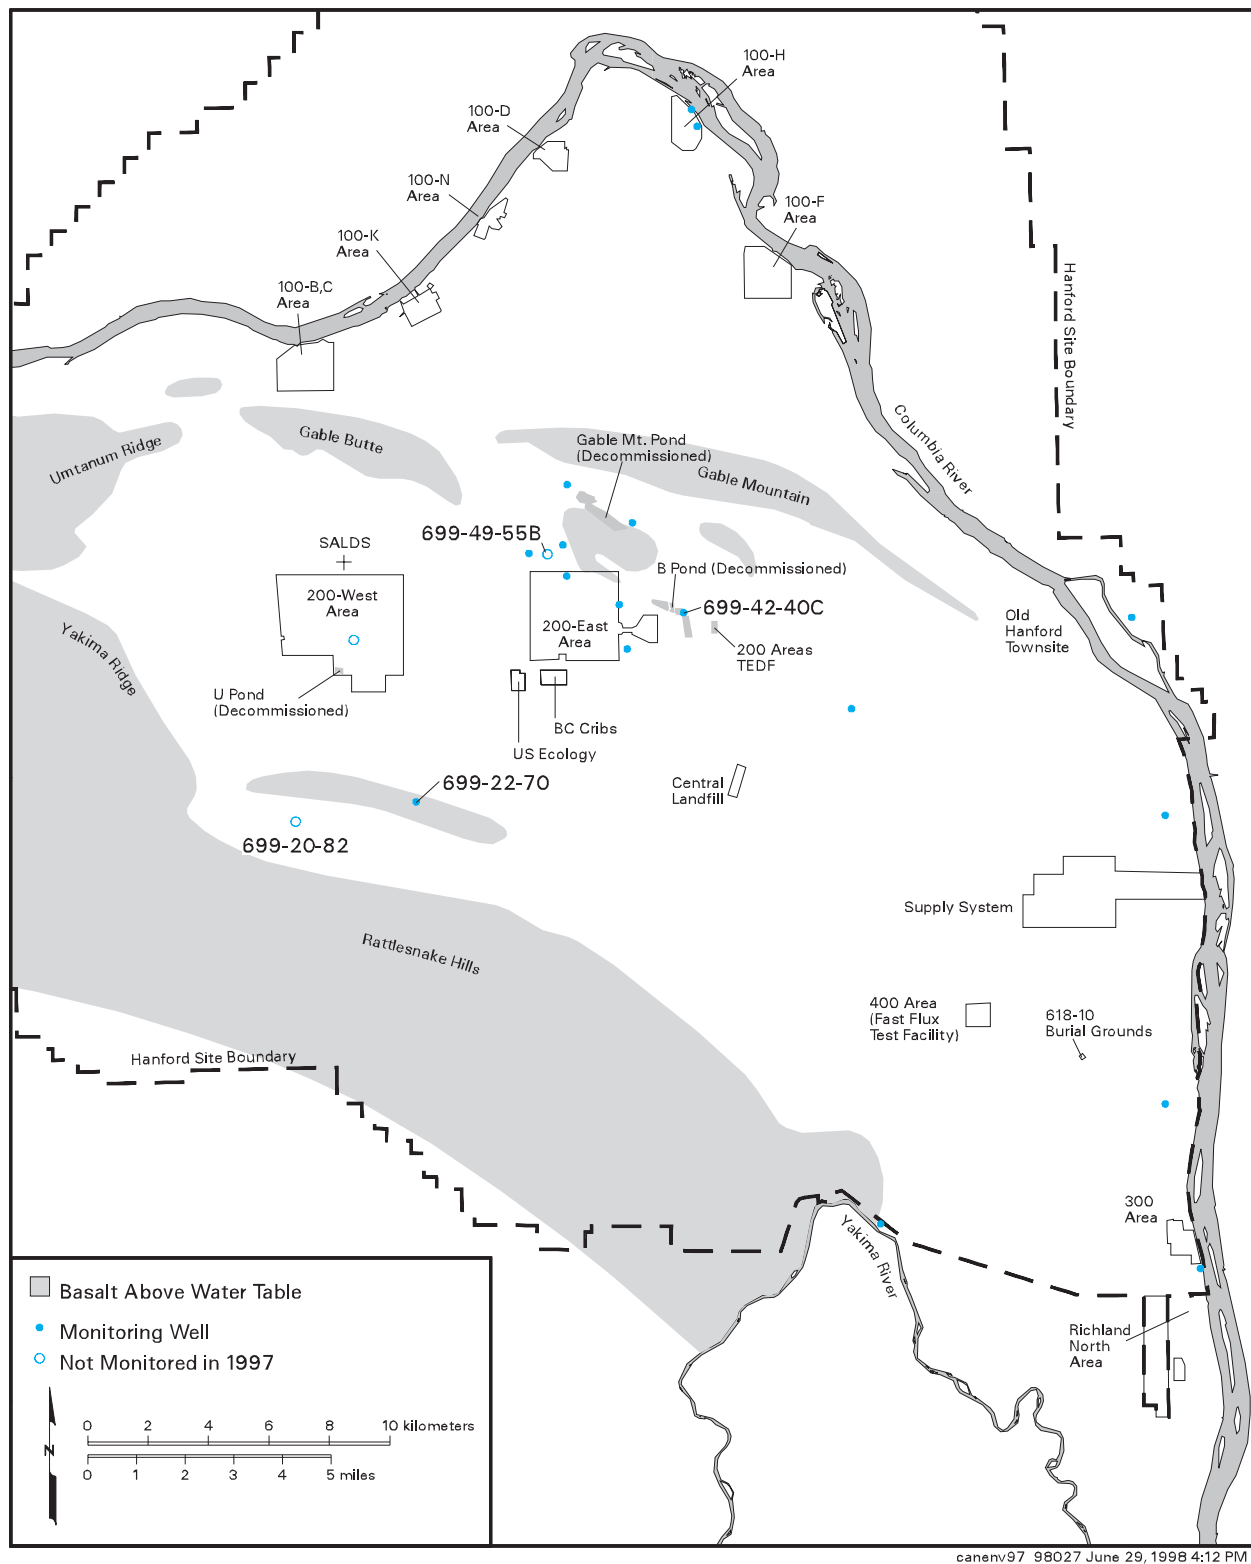 100-H
Area
100-D
Area
100-N
Area
100-F
Area
100-K
Area
100-B,C
Area
Hanford Site Boundary
Columbia River
Umtanum Ridge
Gable Butte
Gable Mt. Pond
(Decommissioned)
Gable Mountain
699-49-55B
SALDS
B Pond (Decommissioned)
200-West
Area
699-42-40C
200-East
Area
Old
Hanford
Townsite
200 Areas
TEDF
Yakima Ridge
U Pond
(Decommissioned)
BC Cribs
US Ecology
699-22-70
Central
Landfill
699-20-82
Supply System
Rattlesnake Hills
400 Area
(Fast Flux
Test Facility)
618-10
Burial Grounds
Hanford Site Boundary
300
Area
Yakima River
Richland
North
Area
Basalt Above Water Table
Monitoring Well
Not Monitored in 1997
N
0 2 4 6 8 10 kilometers
0 1 2 3 4 5 miles
canenv97 98027 June 29, 1998 4:12 PM